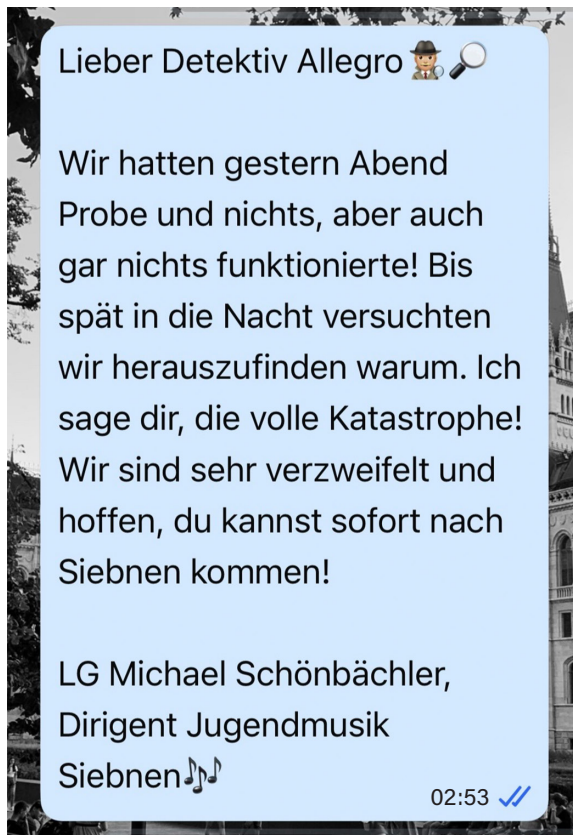 Lieber Detektiv Allegro🕵🏼🔎
Wir hatten gestern Abend
Probe und nichts, aber auch
gar nichts funktionierte! Bis
spät in die Nacht versuchten
wir herauszufinden warum. Ich
sage dir, die volle Katastrophe!
Wir sind sehr verzweifelt und
hoffen, du kannst sofort nach
Siebnen kommen!
LG Michael Schönbächler,
Dirigent Jugendmusik
Siebnen🎶
02:53